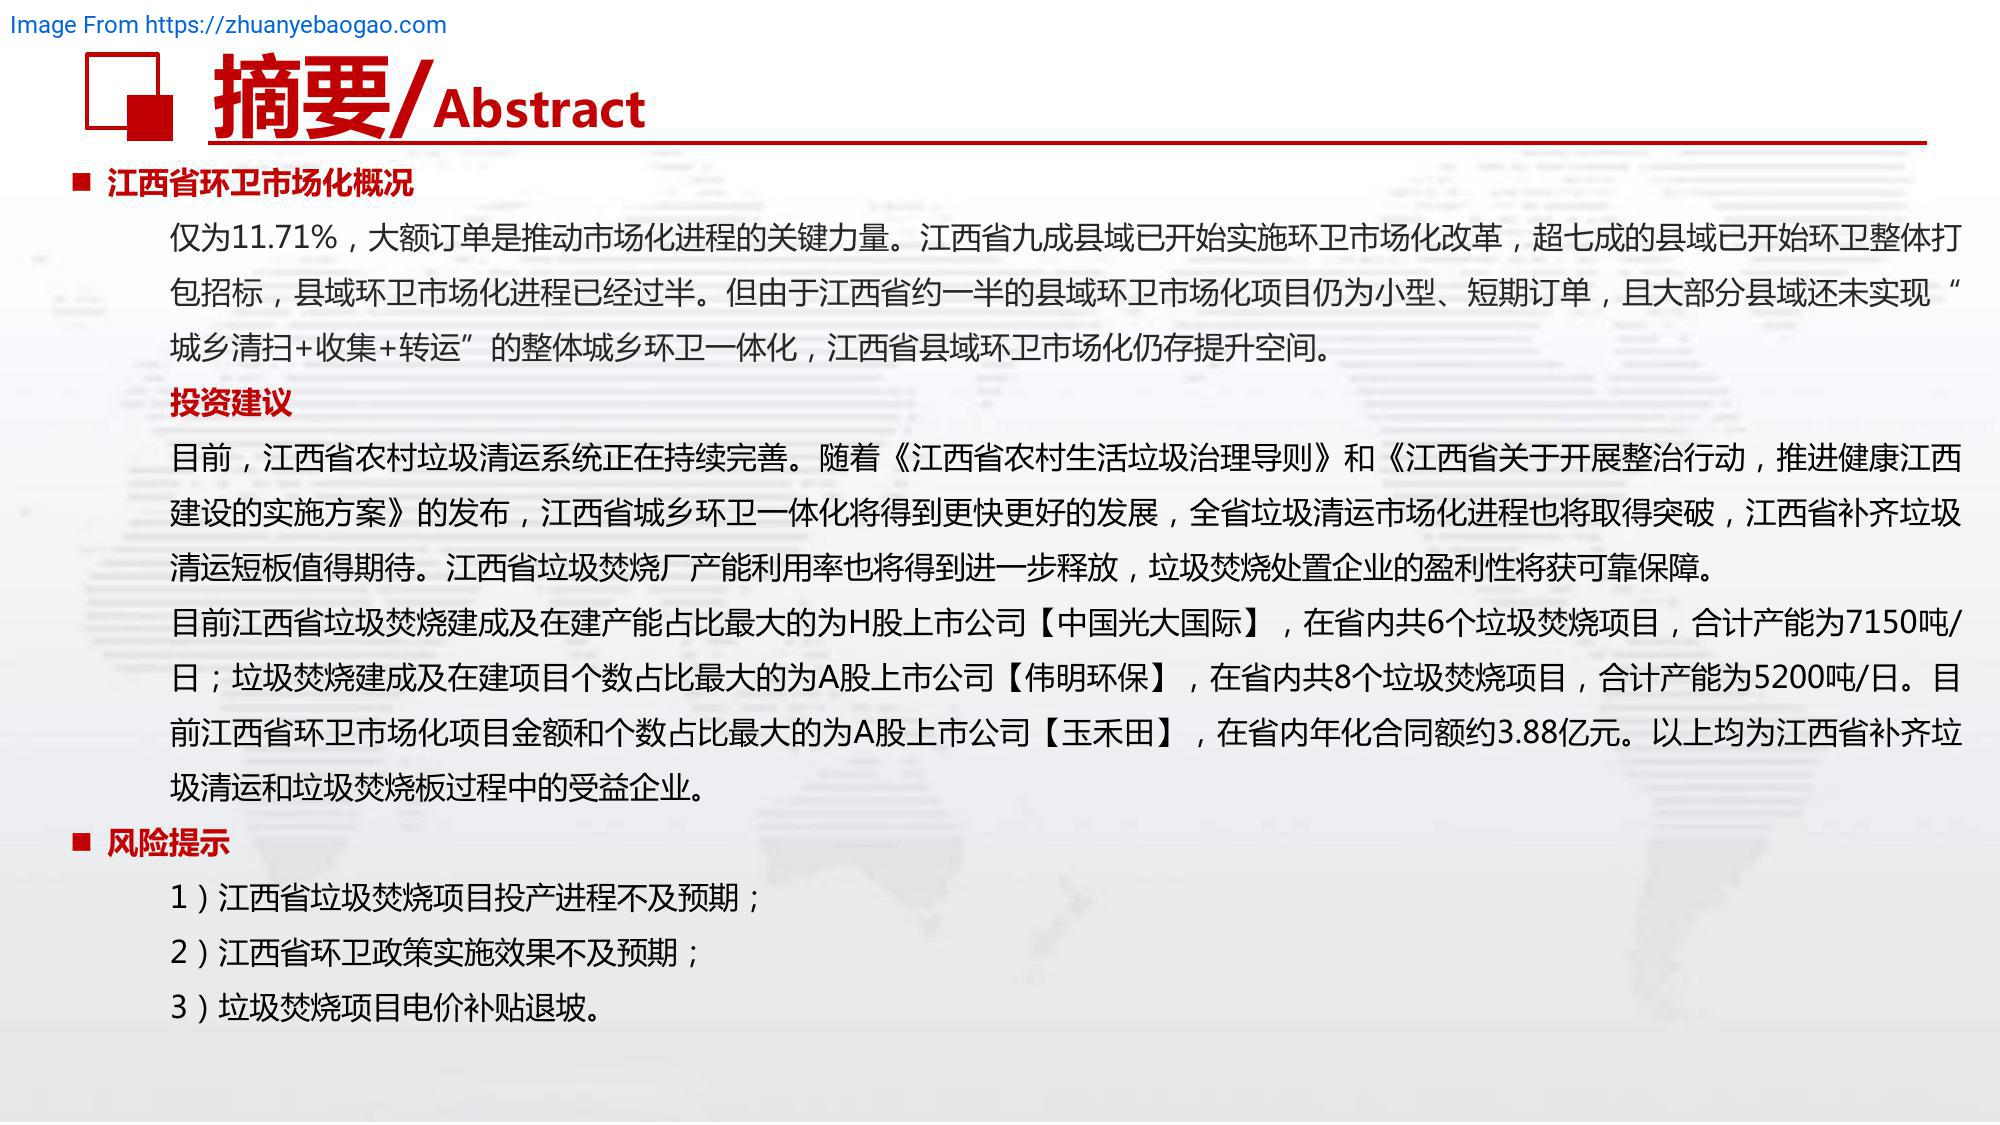 Image From https://zhuanyebaogao.com
摘要/Abstract
■ 江西省环卫市场化概况
仅为11.71%，大额订单是推动市场化进程的关键力量。江西省九成县域已开始实施环卫市场化改革，超七成的县域已开始环卫整体打
包招标，县域环卫市场化进程已经过半。但由于江西省约一半的县域环卫市场化项目仍为小型、短期订单，且大部分县域还未实现“
城乡清扫+收集+转运”的整体城乡环卫一体化，江西省县域环卫市场化仍存提升空间。
投资建议
目前，江西省农村垃圾清运系统正在持续完善。随着《江西省农村生活垃圾治理导则》和《江西省关于开展整治行动，推进健康江西
建设的实施方案》的发布，江西省城乡环卫一体化将得到更快更好的发展，全省垃圾清运市场化进程也将取得突破，江西省补齐垃圾
清运短板值得期待。江西省垃圾焚烧厂产能利用率也将得到进一步释放，垃圾焚烧处置企业的盈利性将获可靠保障。
目前江西省垃圾焚烧建成及在建产能占比最大的为H股上市公司【中国光大国际】，在省内共6个垃圾焚烧项目，合计产能为7150吨/
日；垃圾焚烧建成及在建项目个数占比最大的为A股上市公司【伟明环保】，在省内共8个垃圾焚烧项目，合计产能为5200吨/日。目
前江西省环卫市场化项目金额和个数占比最大的为A股上市公司【玉禾田】，在省内年化合同额约3.88亿元。以上均为江西省补齐垃
圾清运和垃圾焚烧板过程中的受益企业。
■ 风险提示
1）江西省垃圾焚烧项目投产进程不及预期；
2）江西省环卫政策实施效果不及预期；
3）垃圾焚烧项目电价补贴退坡。